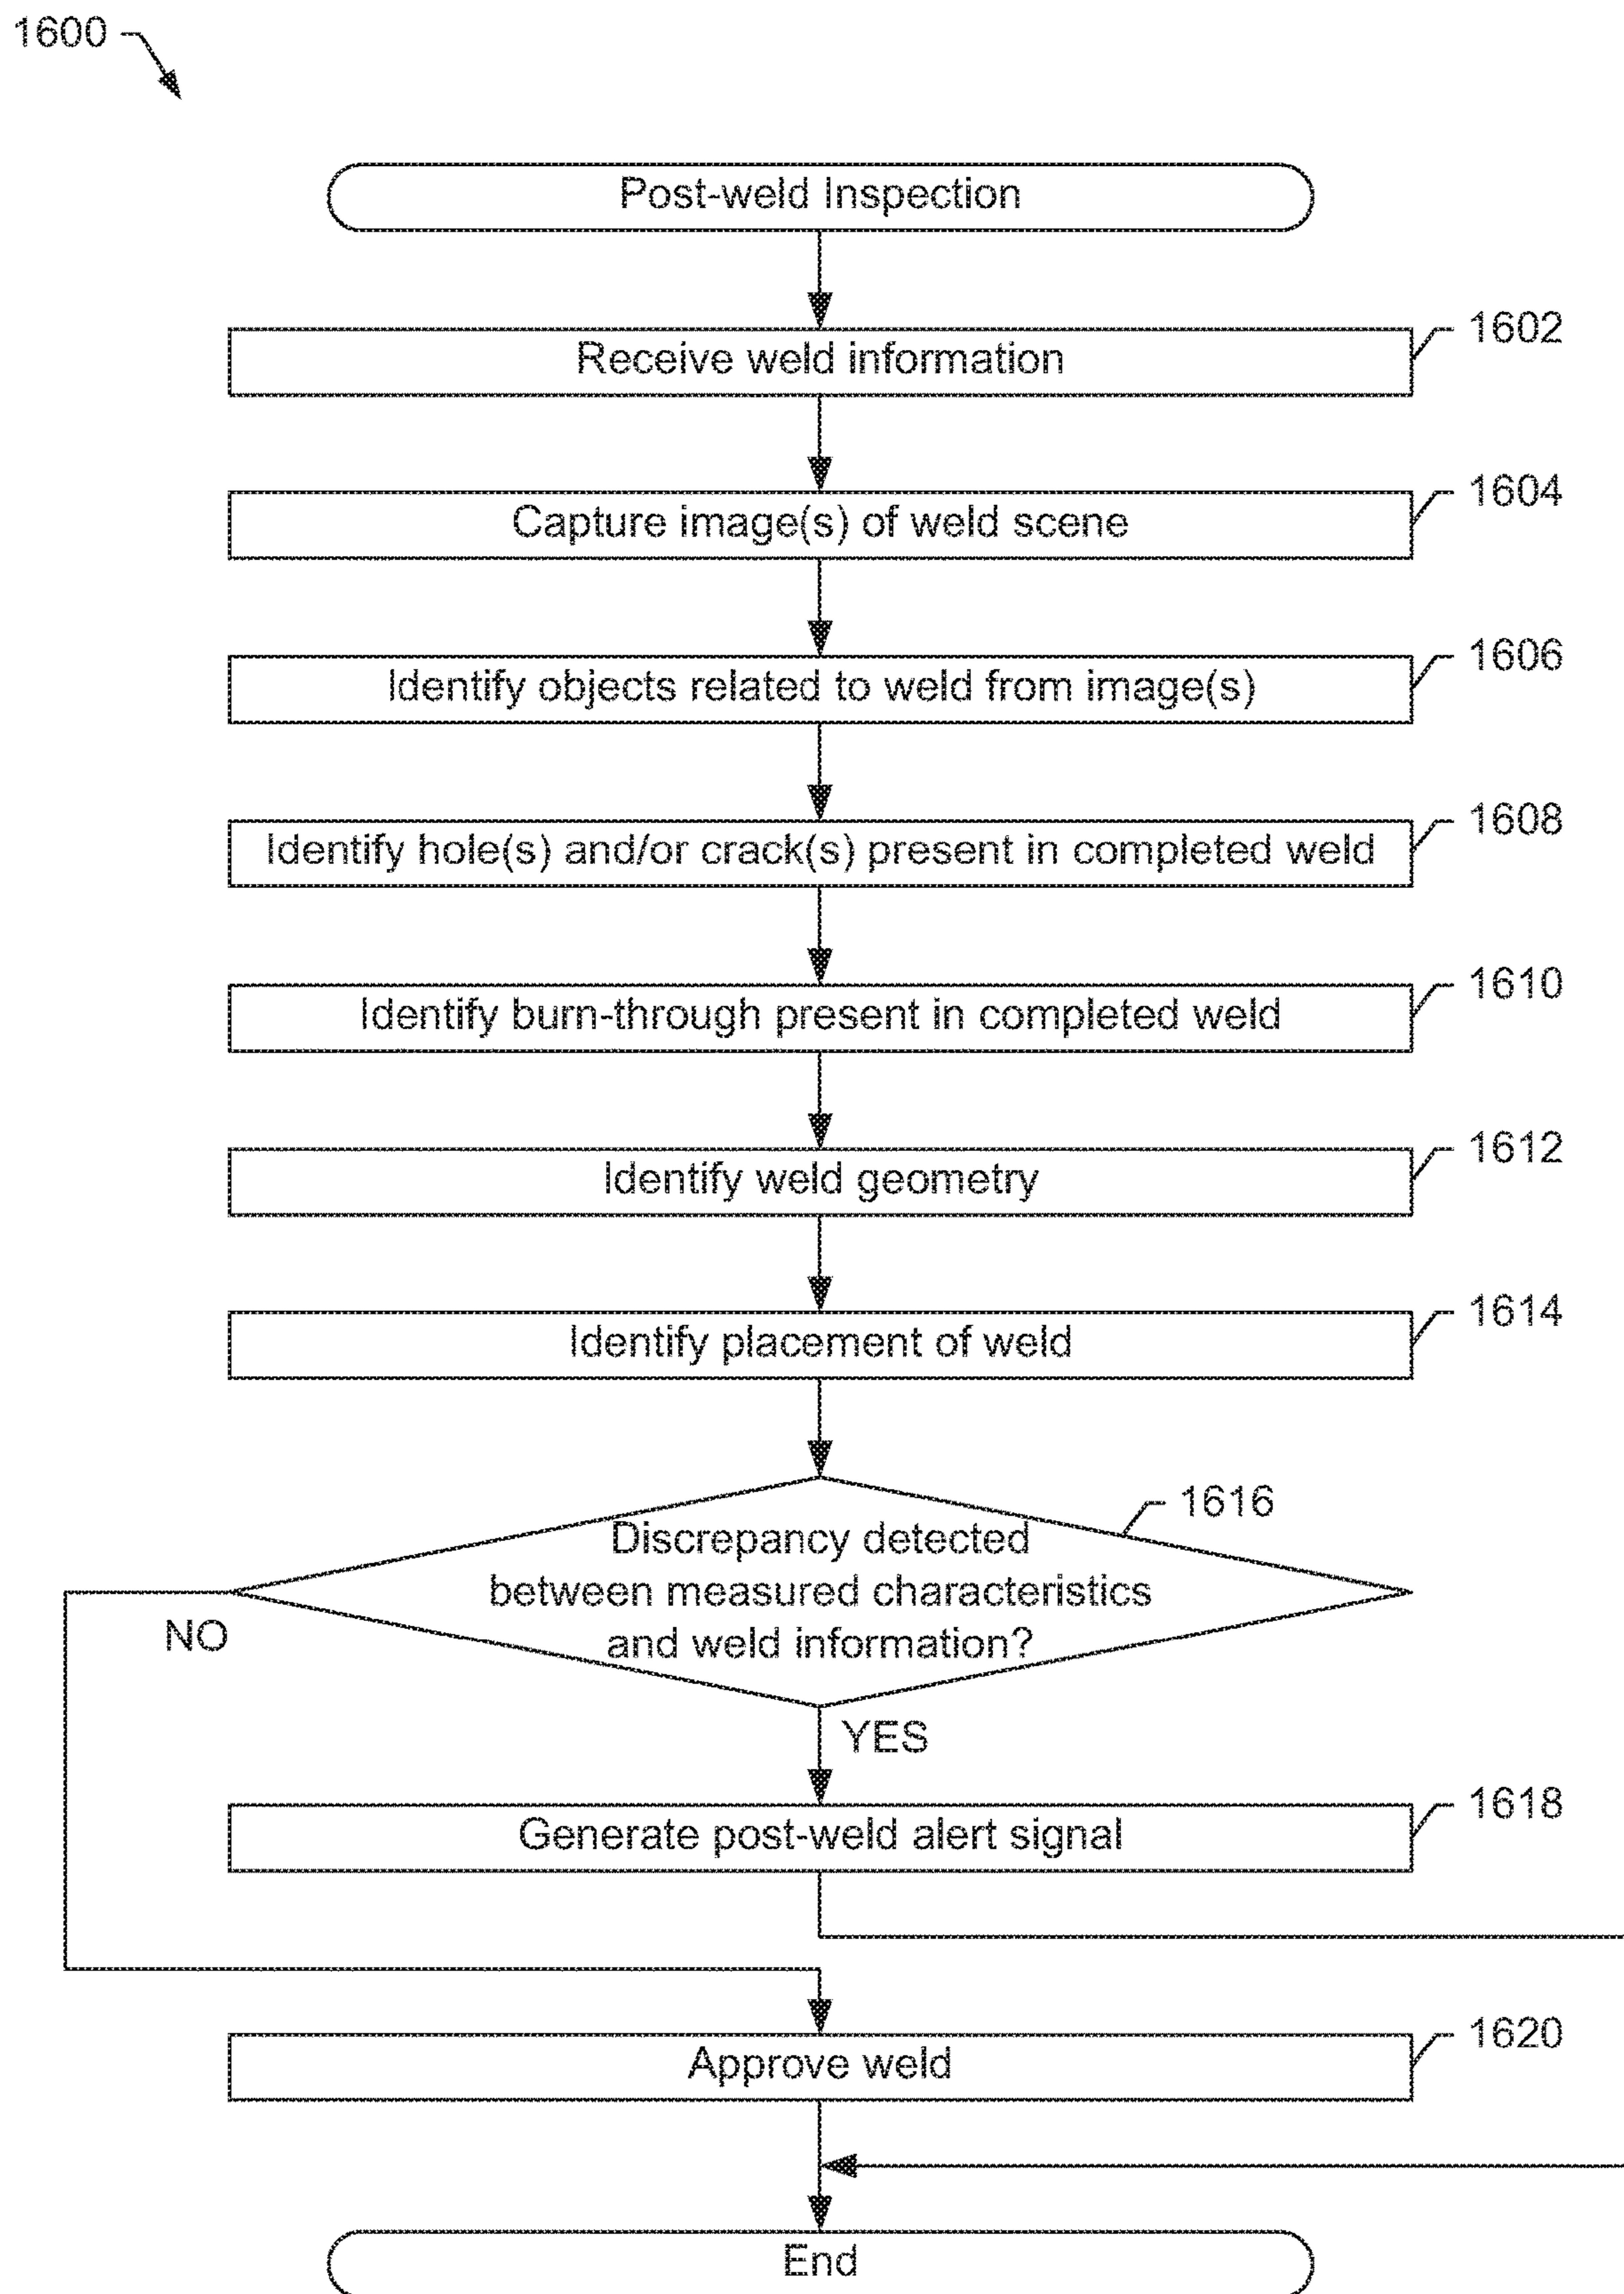 1600
Post-weld Inspection
Receive weld information
1602
Capture image(s) of weld scene
1604
Identify objects related to weld from image(s)
1606
Identify hole(s) and/or crack(s) present in completed weld
1608
Identify burn-through present in completed weld
1610
Identify weld geometry
1612
Identify placement of weld
1614
1616
Discrepancy detected
between measured characteristics
and weld information?
NO
YES
Generate post-weld alert signal
1618
Approve weld
1620
End